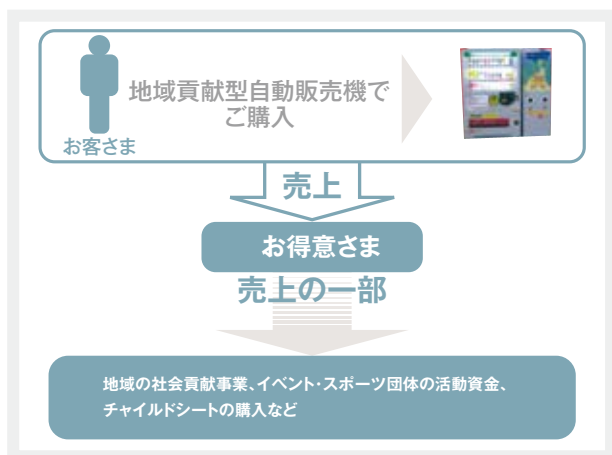 地域貢献型自動販売機で
ご購入
お客さま
売上
お得意さま
売上の一部
地域の社会貢献事業、イベント・スポーツ団体の活動資金、
チャイルドシートの購入など